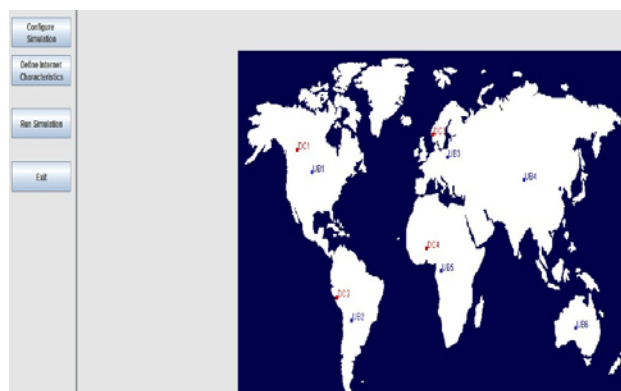 Configure
Simulation
Define Internet
Characteristics
Run Simulation
Exit
DC1
UB1
DC3
UB3
UB4
DC4
UB5
DC2
UB2
UB6